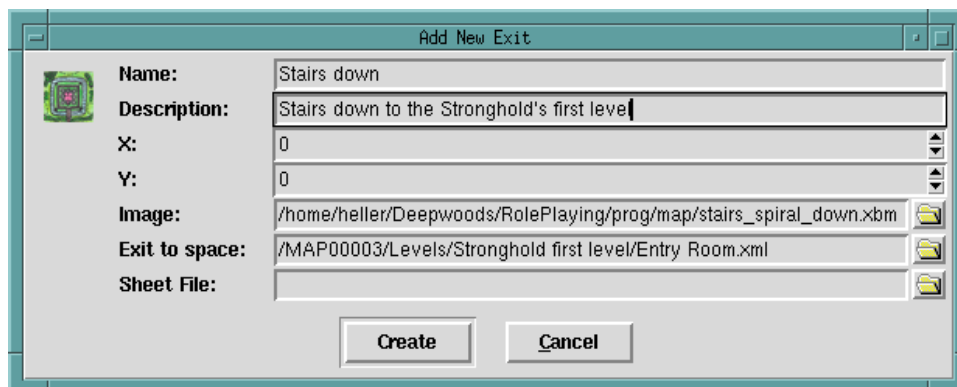 Add New Exit
Name: Stairs down
Description: Stairs down to the Stronghold's first level
X: 0
Y: 0
Image: /home/heller/Deepwoods/RolePlaying/prog/map/stairs_spiral_down.xbm
Exit to space: /MAP00003/Levels/Stronghold first level/Entry Room.xml
Sheet File:
Create Cancel